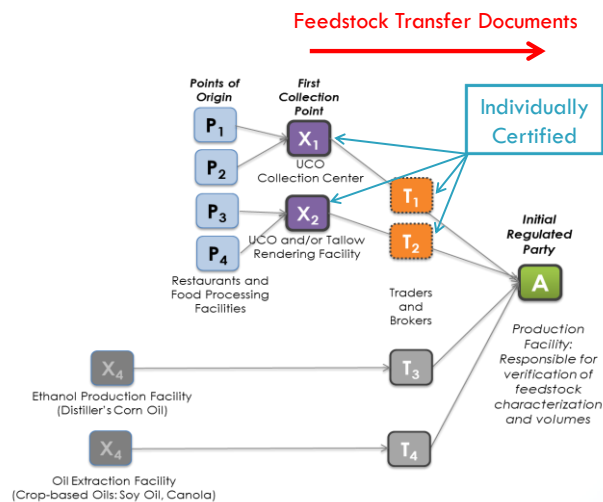 Feedstock Transfer Documents
Points of
Origin
First
Collection
Point
Individually
Certified
P1
X1
P2
UCO
Collection Center
T1
P3
X2
Initial
Regulated
Party
P4
UCO and/or Tallow
Rendering Facility
T2
A
Restaurants and
Food Processing
Facilities
Traders
and
Brokers
Production
Facility:
Responsible for
verification of
feedstock
characterization
and volumes
X4
T3
Ethanol Production Facility
(Distiller's Corn Oil)
X4
T4
Oil Extraction Facility
(Crop-based Oils: Soy Oil, Canola)